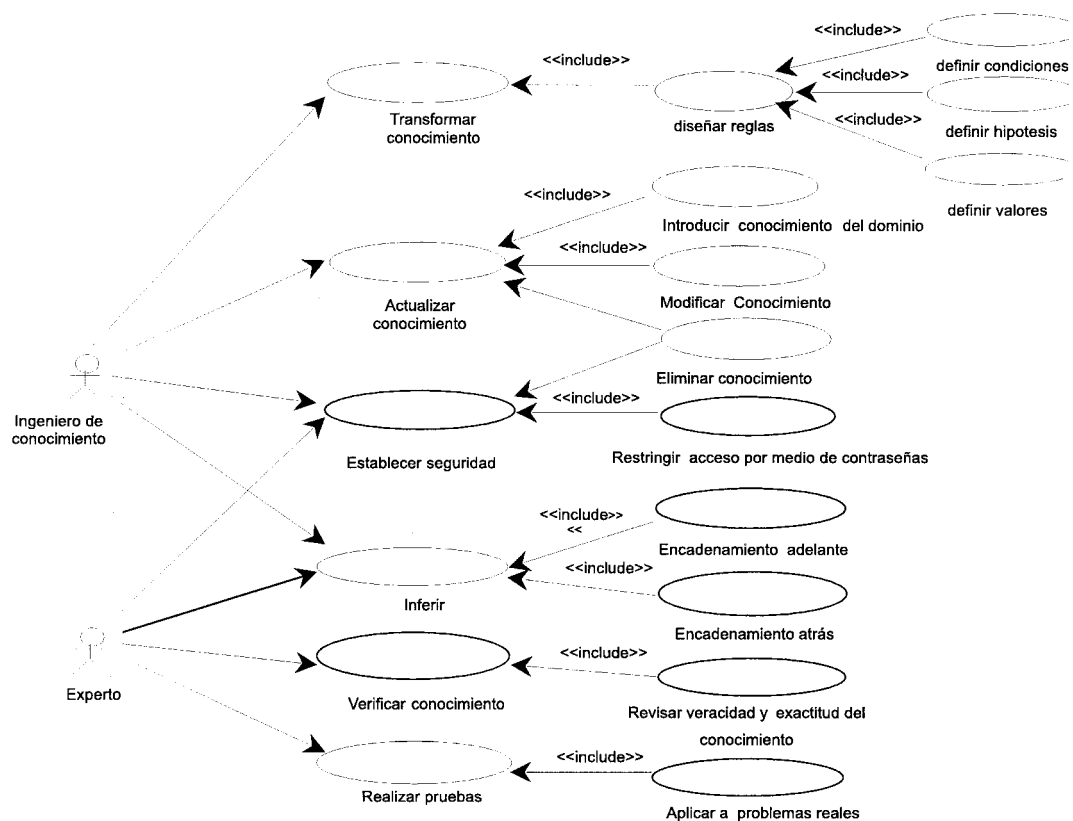 <<include>>
definir condiciones
<<include>>
<<include>>
Transformar
conocimiento
diseñar reglas
<<include>>
definir hipotesis
<<include>>
definir valores
Introducir conocimiento del dominio
<<include>>
Actualizar
conocimiento
Modificar Conocimiento
Eliminar conocimiento
Ingeniero de
conocimiento
<<include>>
Establecer seguridad
Restringir acceso por medio de contraseñas
<<include>>
<<
Encadenamiento adelante
<<include>>
Inferir
Encadenamiento atrás
Experto
<<include>>
Verificar conocimiento
Revisar veracidad y exactitud del
conocimiento
<<include>>
Realizar pruebas
Aplicar a problemas reales